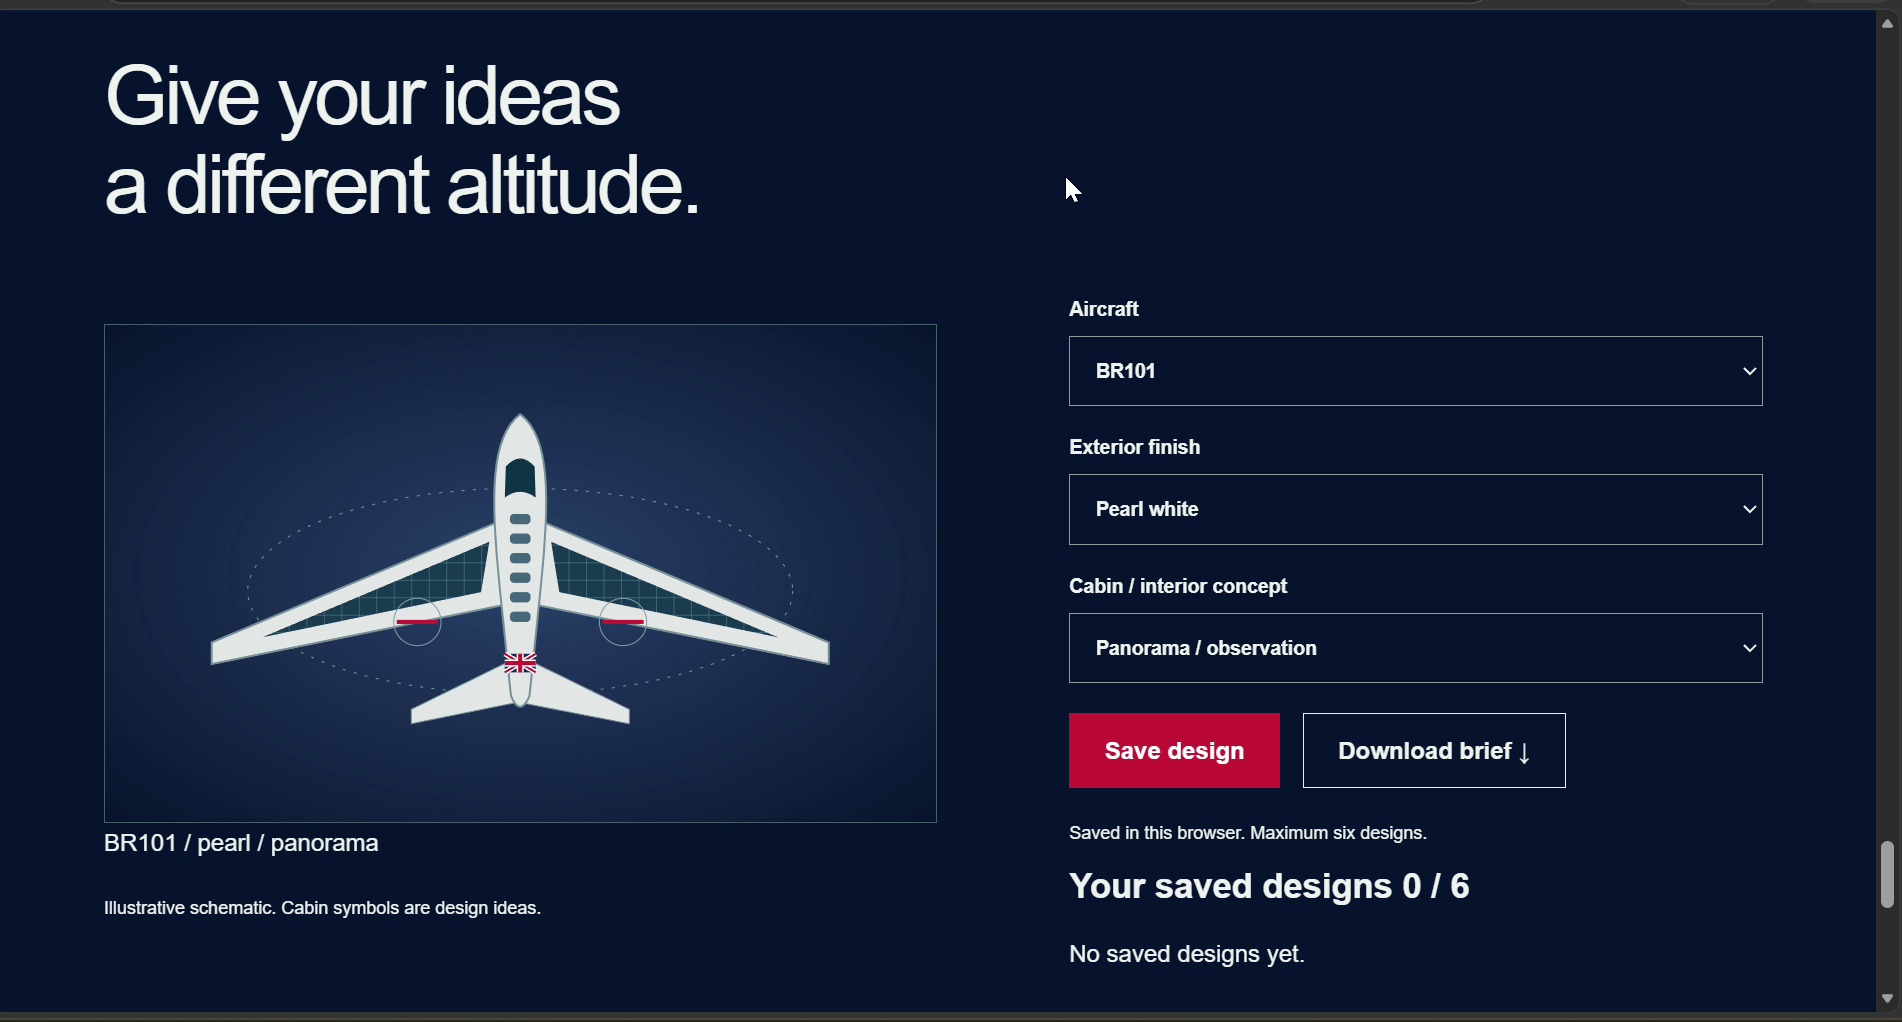 Give your ideas
a different altitude.
Aircraft
BR101
Exterior finish
Pearl white
Cabin / interior concept
Panorama / observation
Save design
Download brief ↓
Saved in this browser. Maximum six designs.
Your saved designs 0 / 6
No saved designs yet.
BR101 / pearl / panorama
Illustrative schematic. Cabin symbols are design ideas.